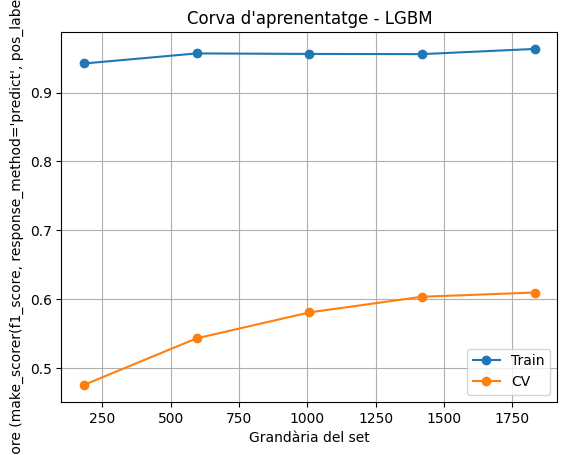 Corva d'aprenentatge - LGBM
ore (make_scorer(f1_score, response_method='predict', pos_labe
0.9
0.8
0.7
0.6
0.5
250
500
750
1000
1250
1500
1750
Grandària del set
Train
CV